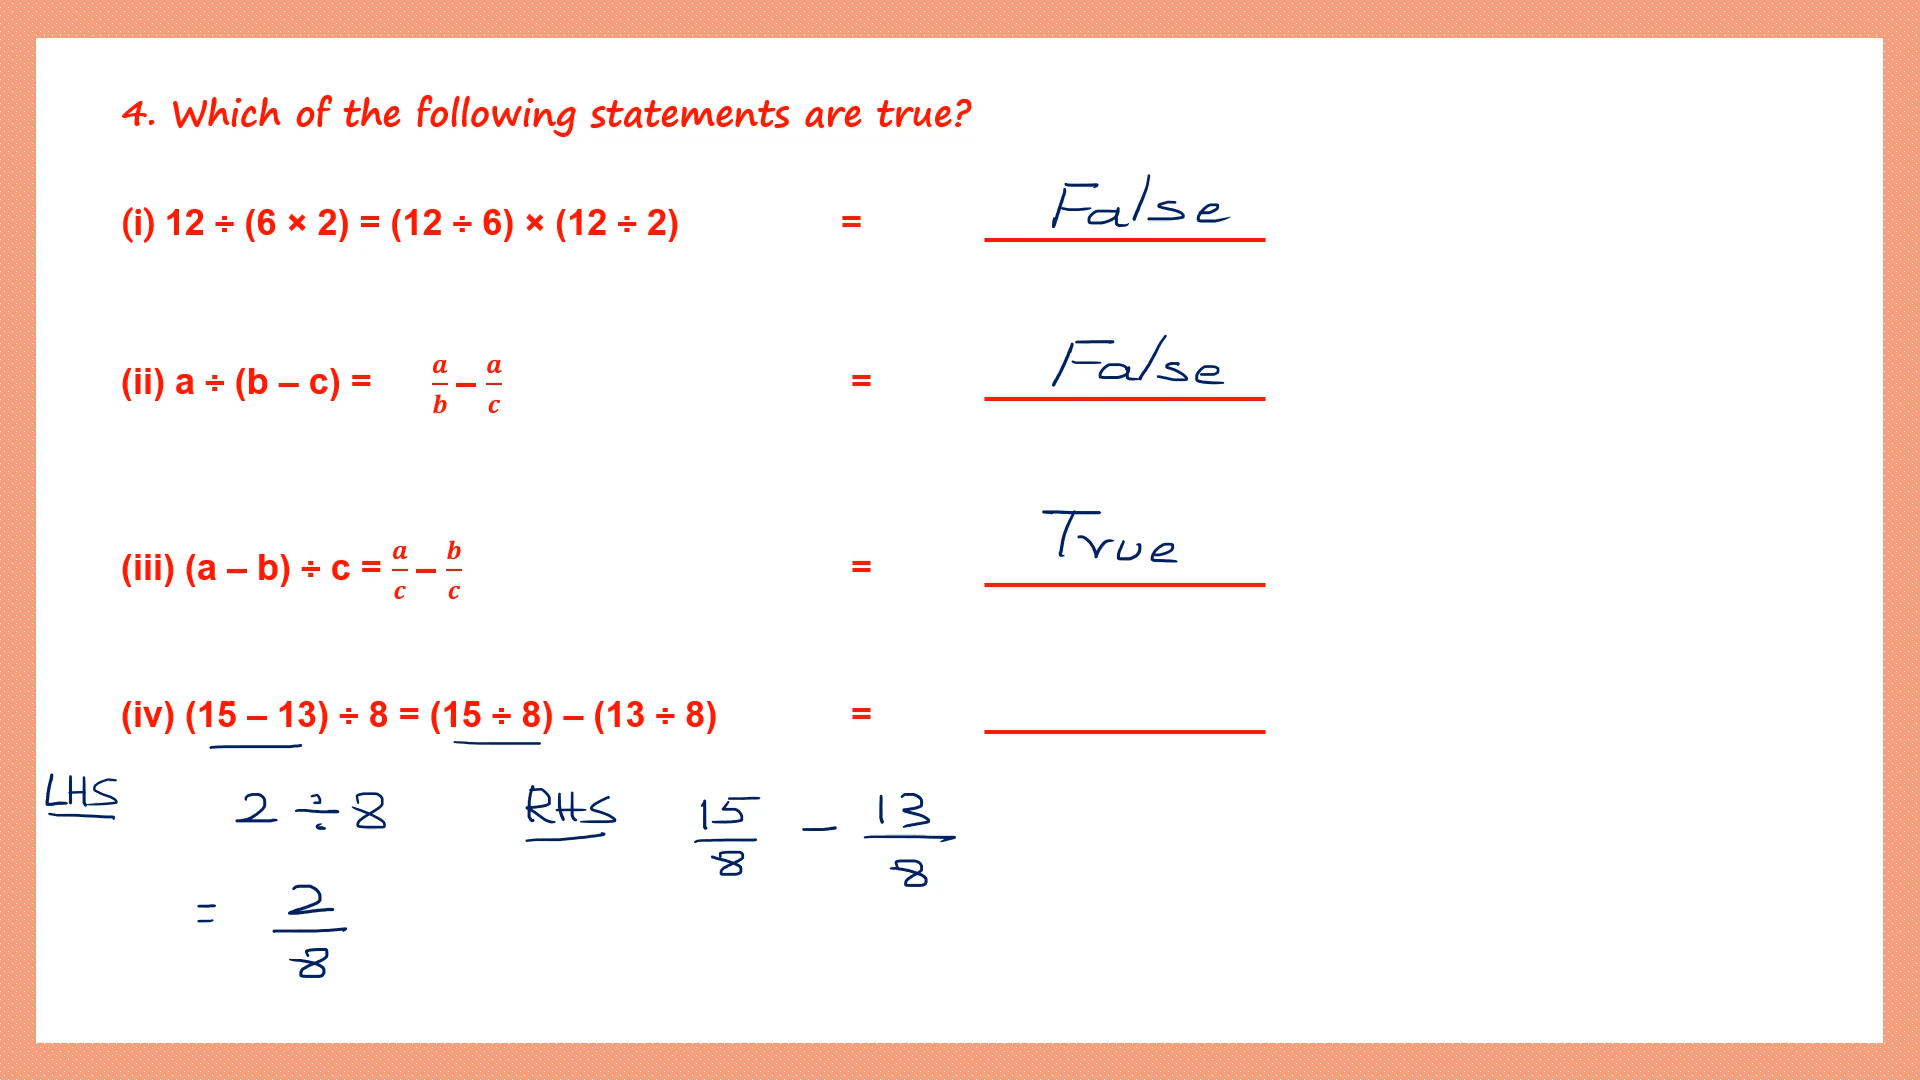 4. Which of the following statements are true?
(i) 12 ÷ (6 × 2) = (12 ÷ 6) × (12 ÷ 2) = False
(ii) a ÷ (b – c) = a/b – a/c = False
(iii) (a – b) ÷ c = a/c – b/c = True
(iv) (15 – 13) ÷ 8 = (15 ÷ 8) – (13 ÷ 8) =
LHS 2 ÷ 8 RHS 15/8 – 13/8
= 2/8